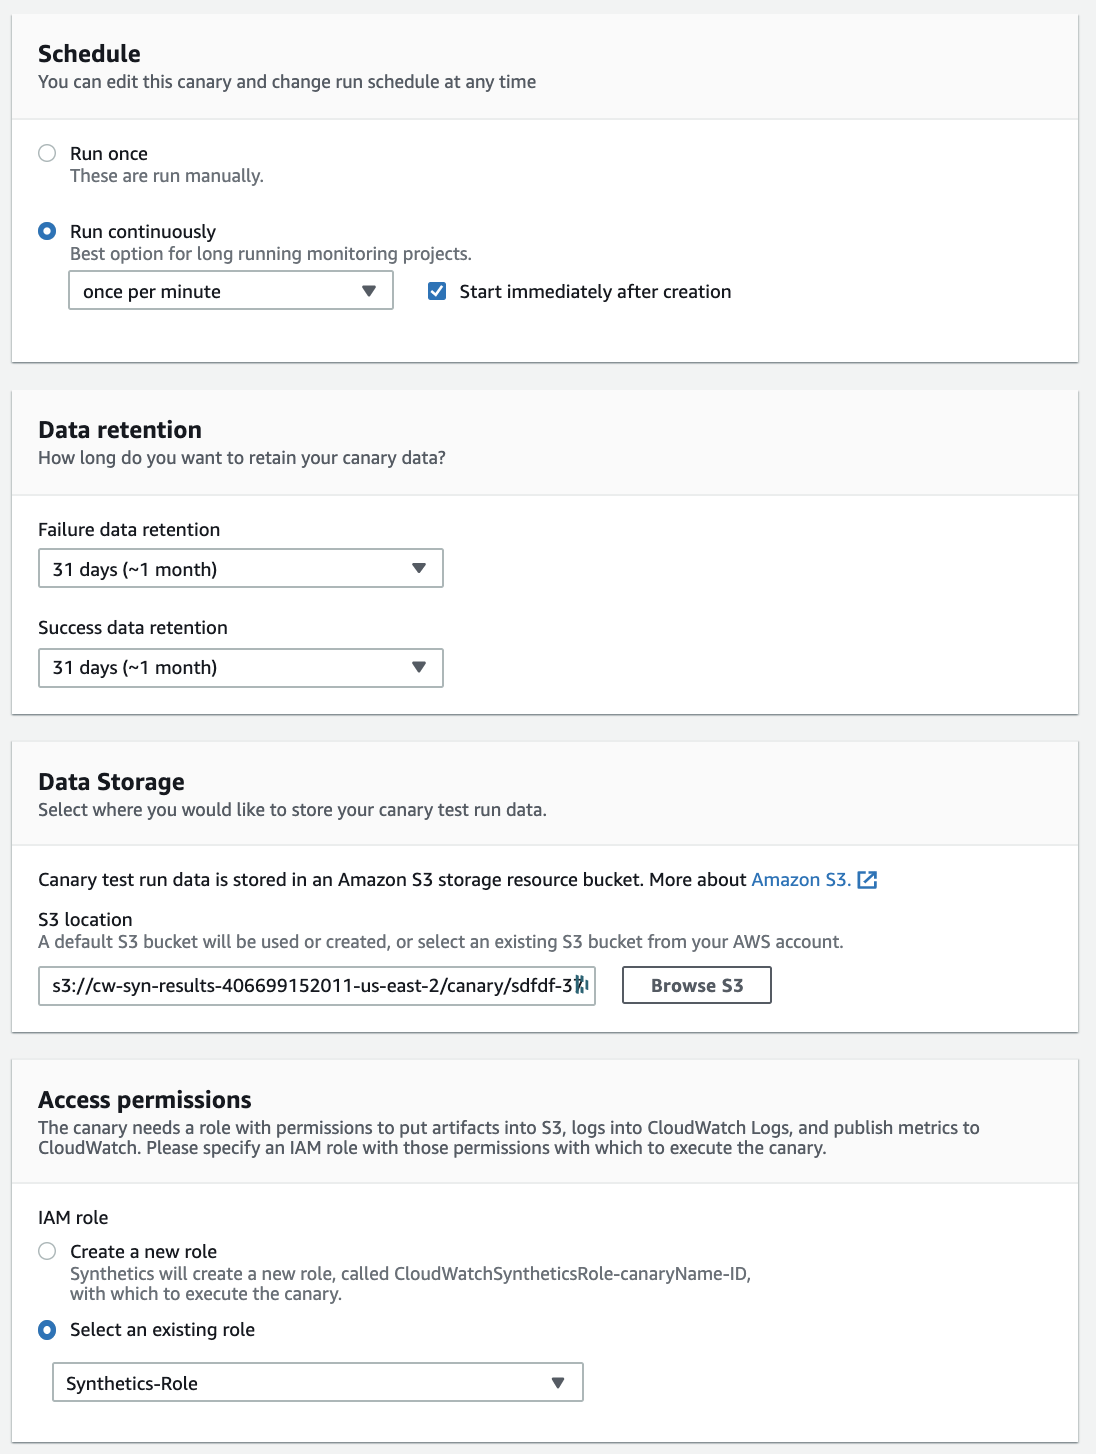 Schedule
You can edit this canary and change run schedule at any time
Run once
These are run manually.
Run continuously
Best option for long running monitoring projects.
once per minute
Start immediately after creation
Data retention
How long do you want to retain your canary data?
Failure data retention
31 days (~1 month)
Success data retention
31 days (~1 month)
Data Storage
Select where you would like to store your canary test run data.
Canary test run data is stored in an Amazon S3 storage resource bucket. More about Amazon S3.
S3 location
A default S3 bucket will be used or created, or select an existing S3 bucket from your AWS account.
s3://cw-syn-results-406699152011-us-east-2/canary/sdfdf-3
Browse S3
Access permissions
The canary needs a role with permissions to put artifacts into S3, logs into CloudWatch Logs, and publish metrics to
CloudWatch. Please specify an IAM role with those permissions with which to execute the canary.
IAM role
Create a new role
Synthetics will create a new role, called CloudWatchSyntheticsRole-canaryName-ID,
with which to execute the canary.
Select an existing role
Synthetics-Role